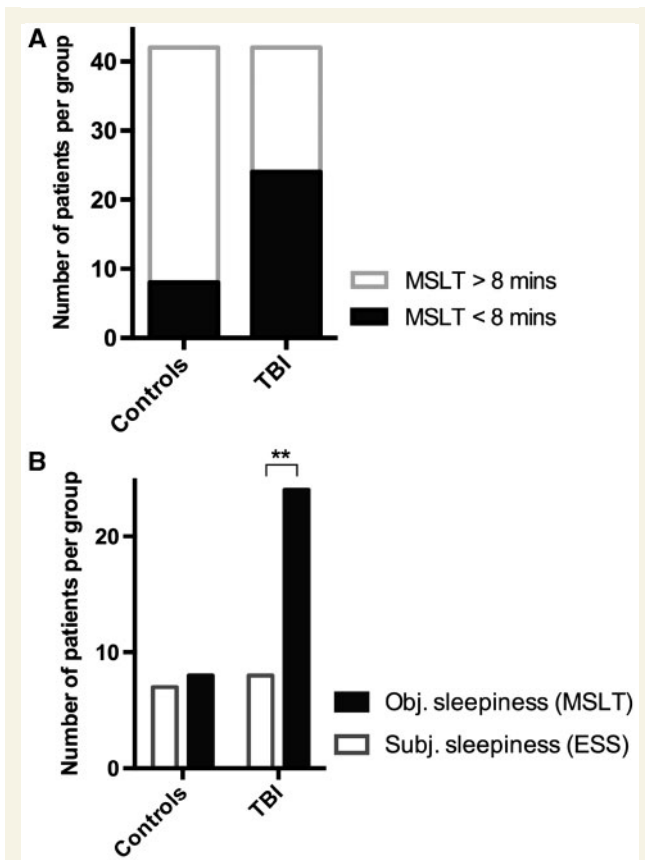 A
Number of patients per group
40
30
20
10
0
Controls
TBI
MSLT > 8 mins
MSLT < 8 mins
B
Number of patients per group
**
20
10
0
Controls
TBI
Obj. sleepiness (MSLT)
Subj. sleepiness (ESS)